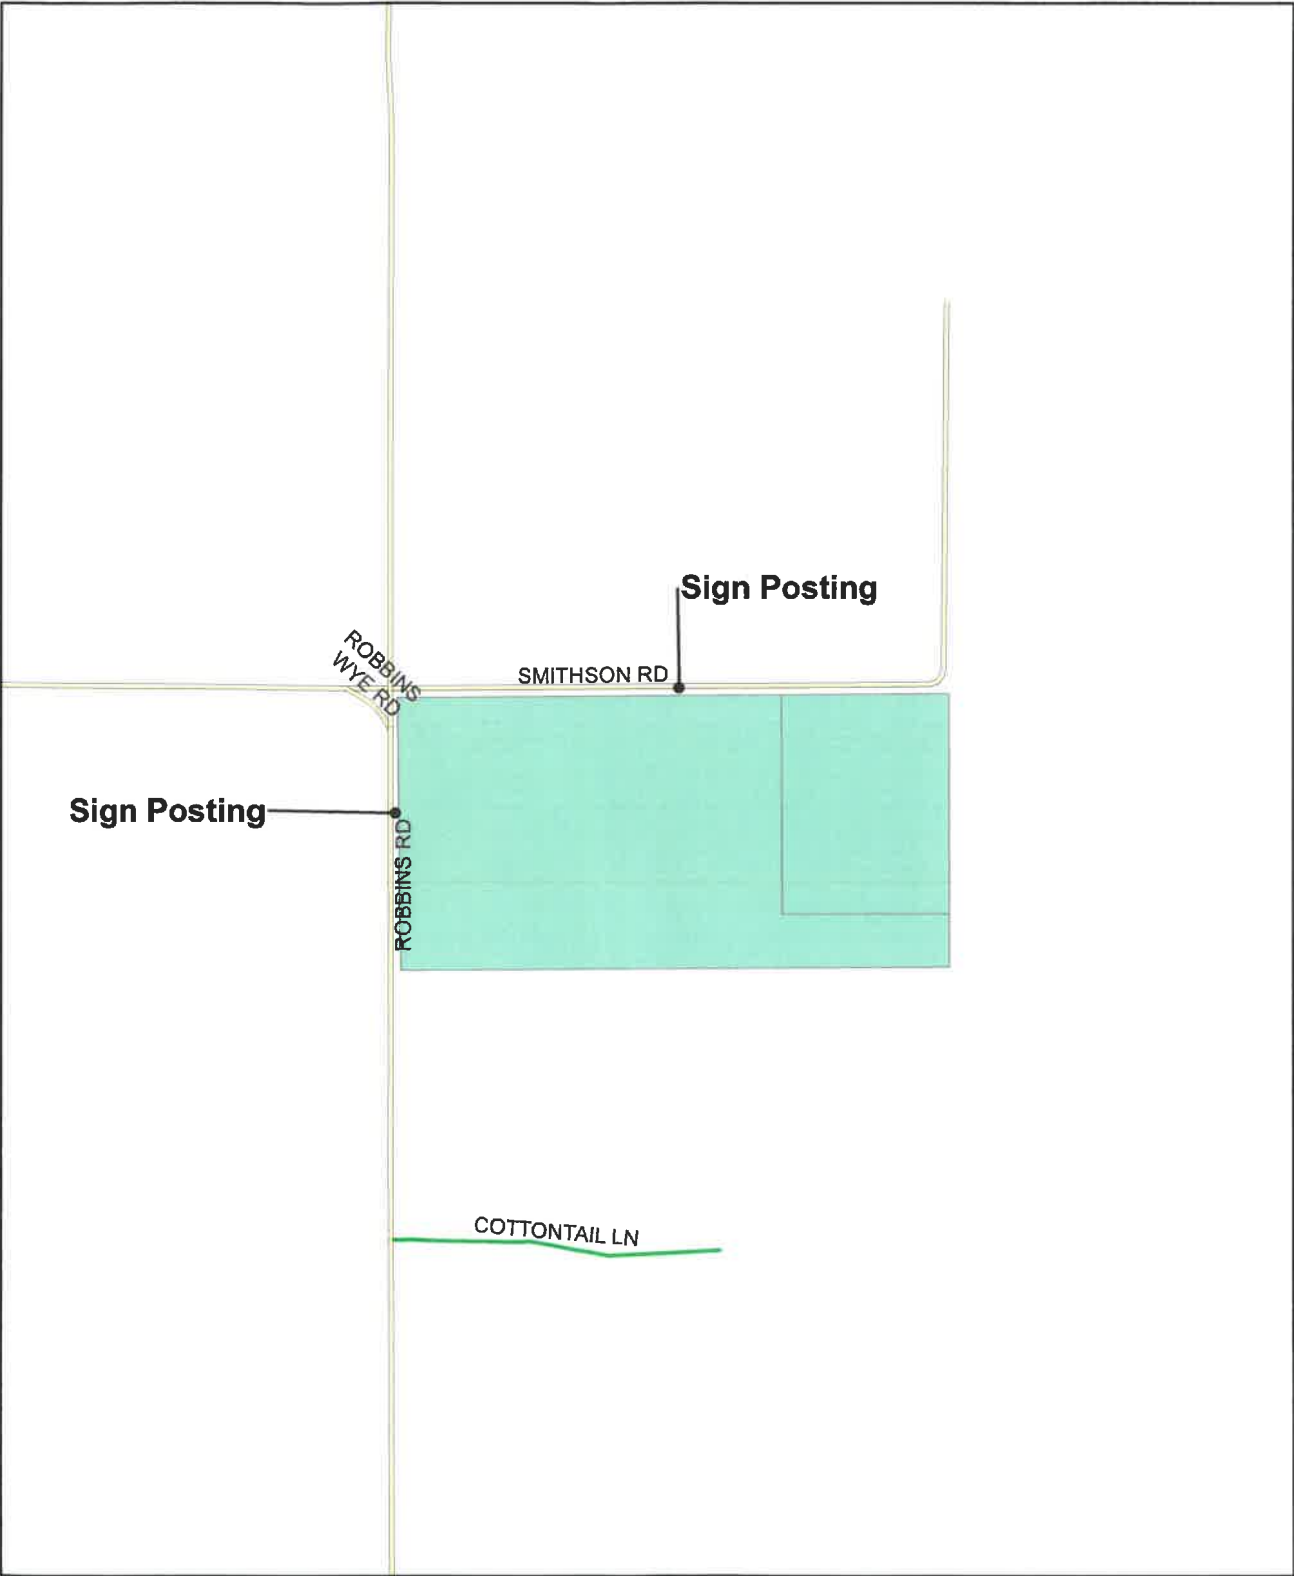 Sign Posting
ROBBINS
WYE RD
SMITHSON RD
Sign Posting
ROBBINS RD
COTTONTAIL LN